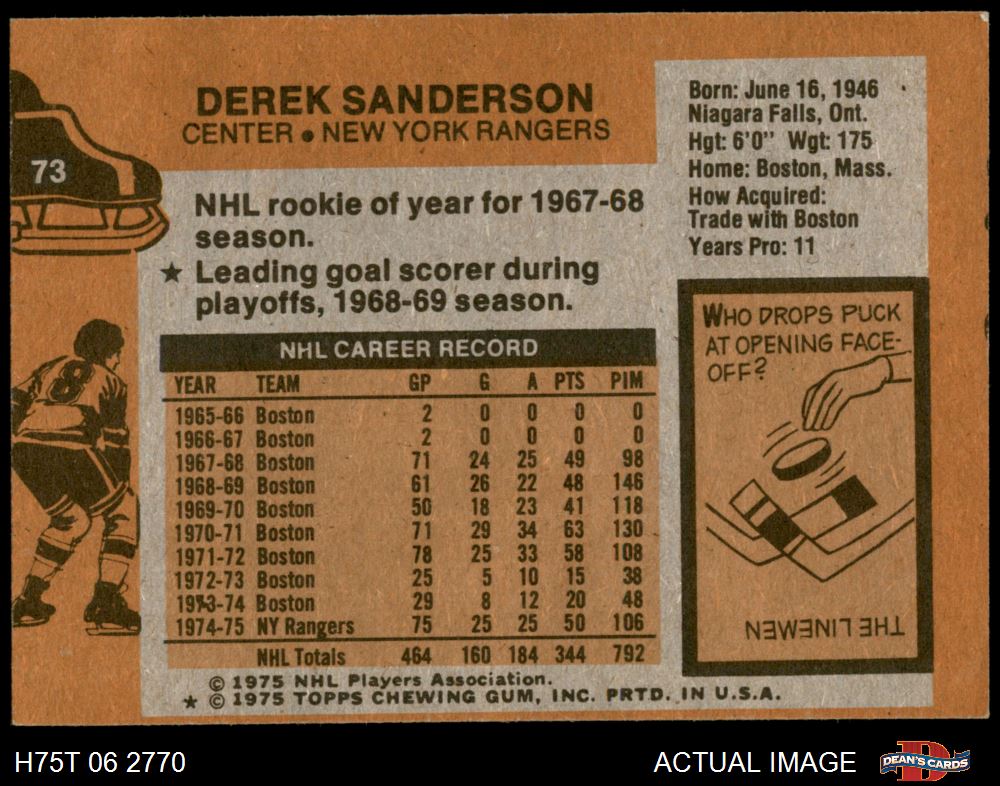 73
DEREK SANDERSON
CENTER ● NEW YORK RANGERS
NHL rookie of year for 1967-68
season.
★ Leading goal scorer during
playoffs, 1968-69 season.
Born: June 16, 1946
Niagara Falls, Ont.
Hgt: 6'0" Wgt: 175
Home: Boston, Mass.
How Acquired:
Trade with Boston
Years Pro: 11
NHL CAREER RECORD
YEAR TEAM GP G A PTS PIM
1965-66 Boston 2 0 0 0 0
1966-67 Boston 2 0 0 0 0
1967-68 Boston 71 24 25 49 98
1968-69 Boston 61 26 22 48 146
1969-70 Boston 50 18 23 41 118
1970-71 Boston 71 29 34 63 130
1971-72 Boston 78 25 33 58 108
1972-73 Boston 25 5 10 15 38
1973-74 Boston 29 8 12 20 48
1974-75 NY Rangers 75 25 25 50 106
NHL Totals 464 160 184 344 792
8
WHO DROPS PUCK
AT OPENING FACE-
OFF?
THE LINEMEN
© 1975 NHL Players Association.
★ © 1975 TOPPS CHEWING GUM, INC. PRTD. IN U.S.A.
H75T 06 2770
ACTUAL IMAGE
D
DEAN'S CARDS